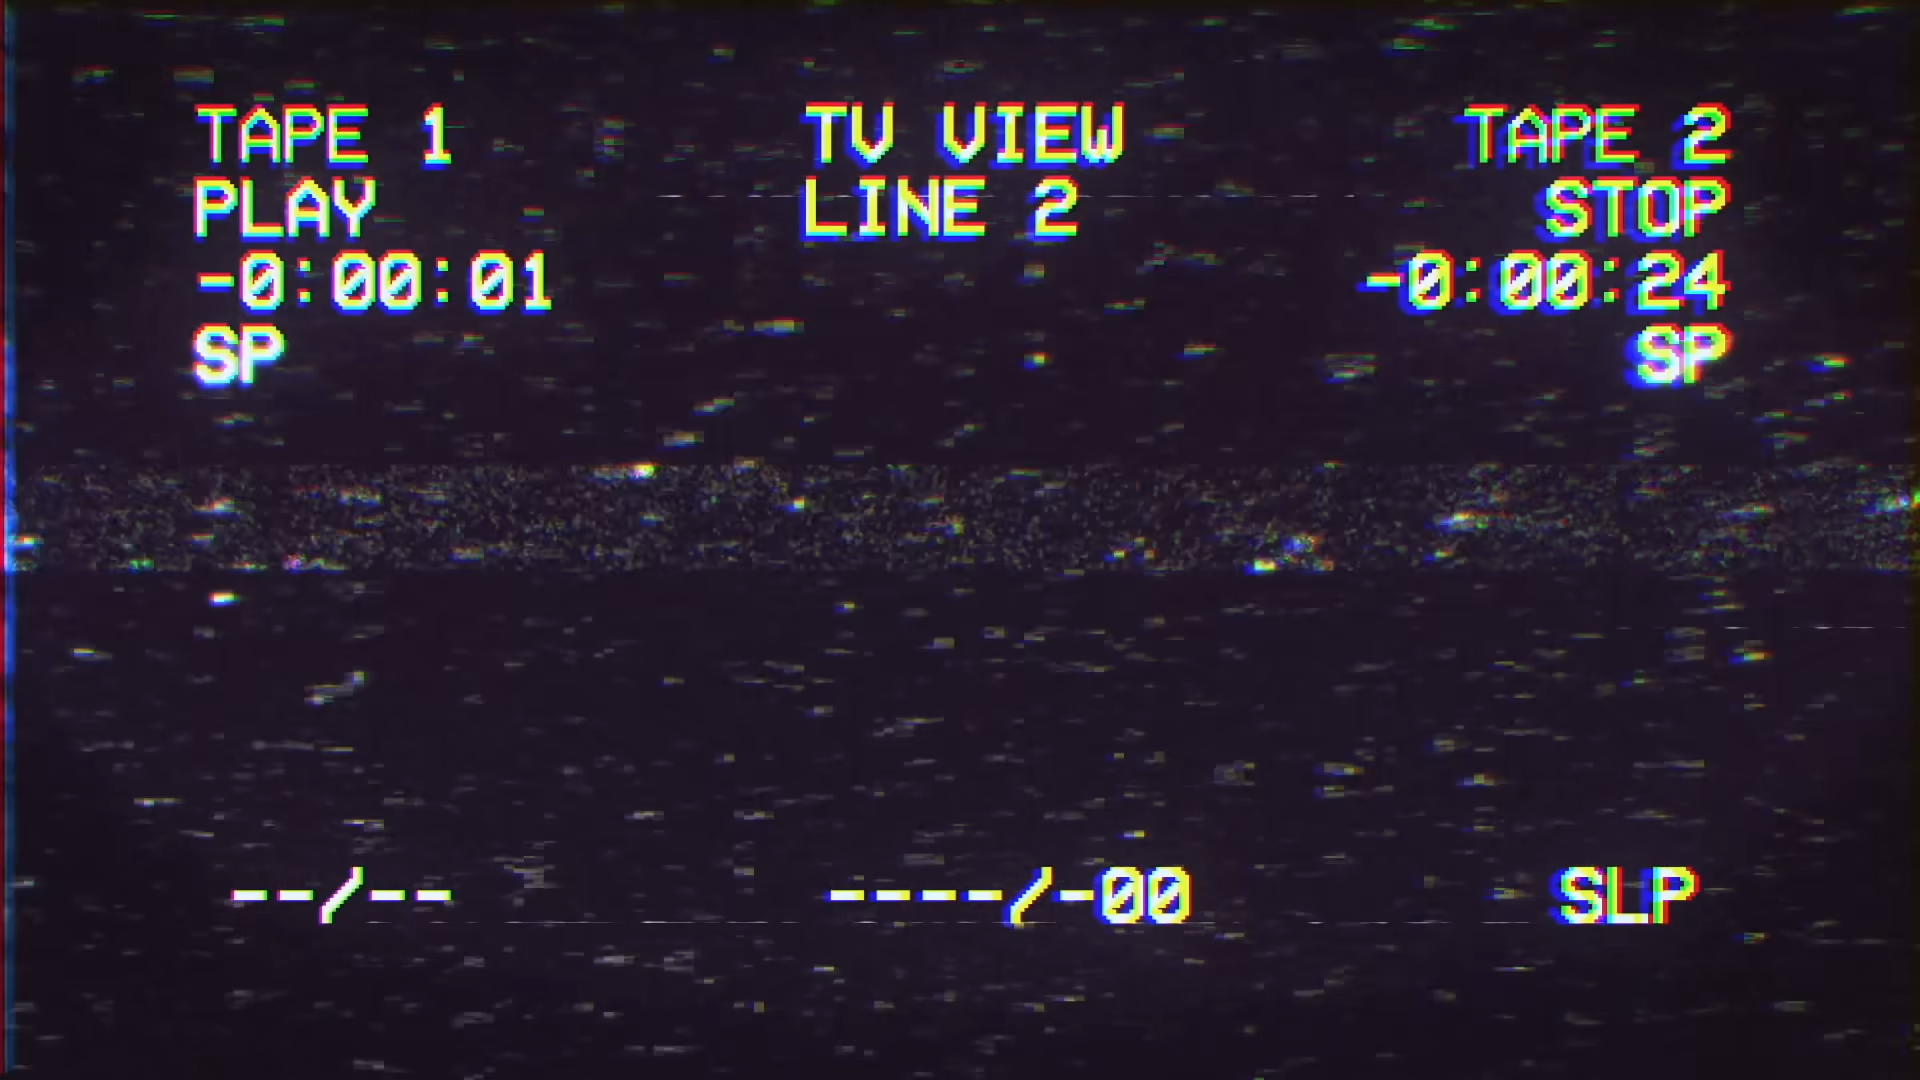 TAPE 1
PLAY
-0:00:01
SP
TV VIEW
LINE 2
TAPE 2
STOP
-0:00:24
SP
--/--
----/-00
SLP